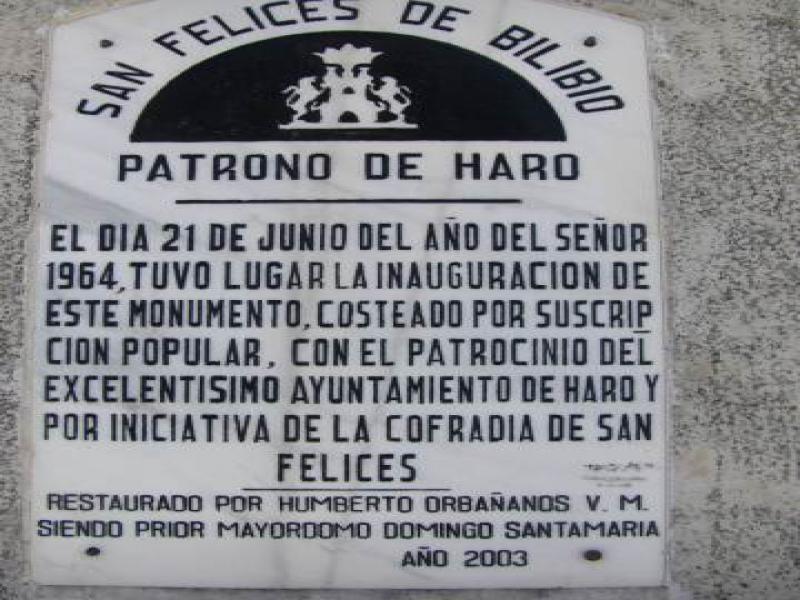 SAN FELICES DE BILIBIO
PATRONO DE HARO
EL DIA 21 DE JUNIO DEL AÑO DEL SEÑOR
1964, TUVO LUGAR LA INAUGURACION DE
ESTE MONUMENTO, COSTEADO POR SUSCRIP
CION POPULAR, CON EL PATROCINIO DEL
EXCELENTISIMO AYUNTAMIENTO DE HARO Y
POR INICIATIVA DE LA COFRADIA DE SAN
FELICES
RESTAURADO POR HUMBERTO ORBAÑANOS V. M.
SIENDO PRIOR MAYORDOMO DOMINGO SANTAMARIA
AÑO 2003